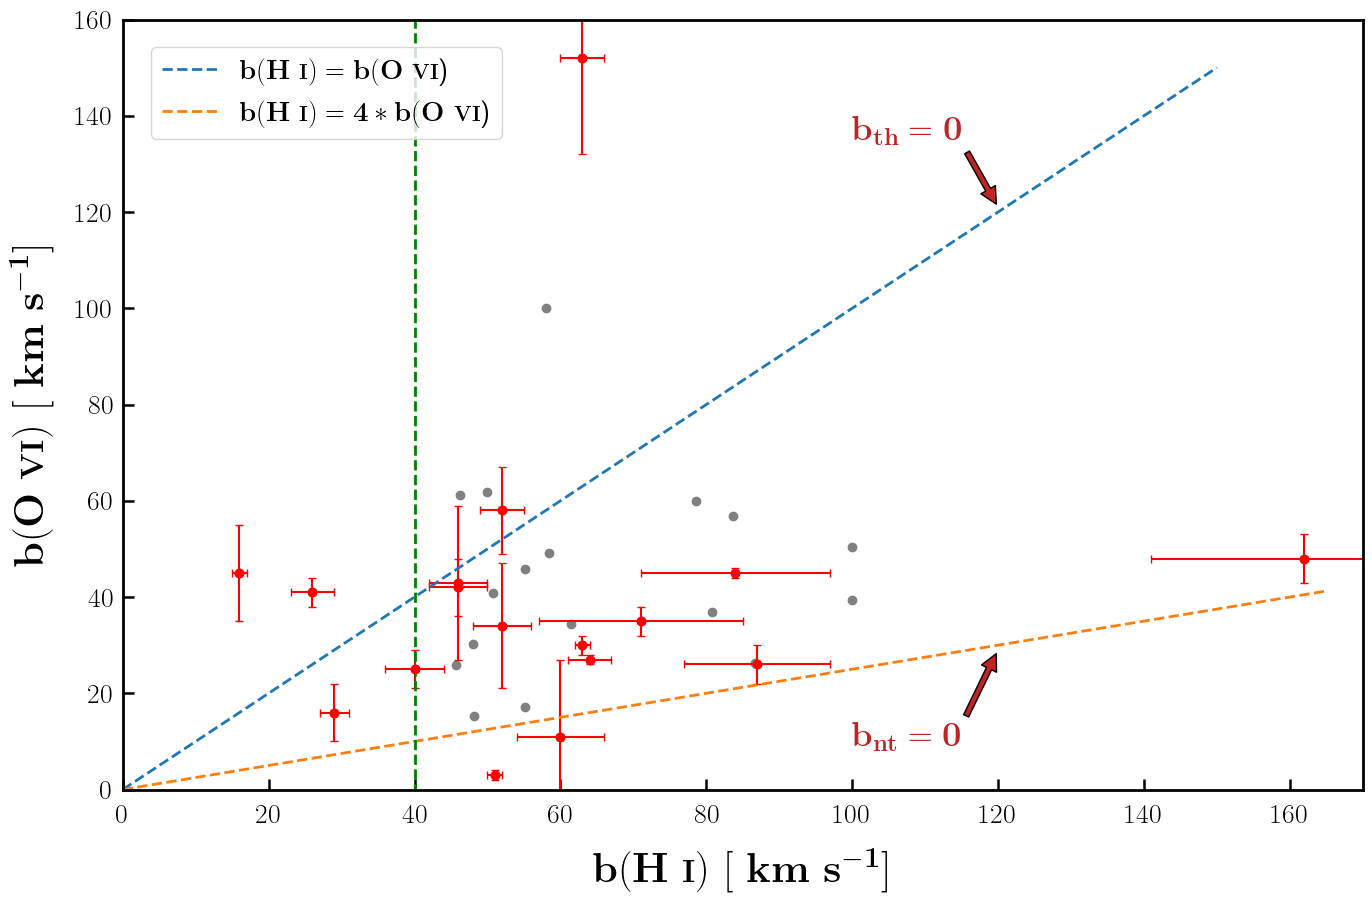 160
140
120
100
80
60
40
20
0
b(O VI) [ km s⁻¹]
b(H I) = b(O VI)
b(H I) = 4 * b(O VI)
b_th = 0
b_nt = 0
0 20 40 60 80 100 120 140 160
b(H I) [ km s⁻¹]